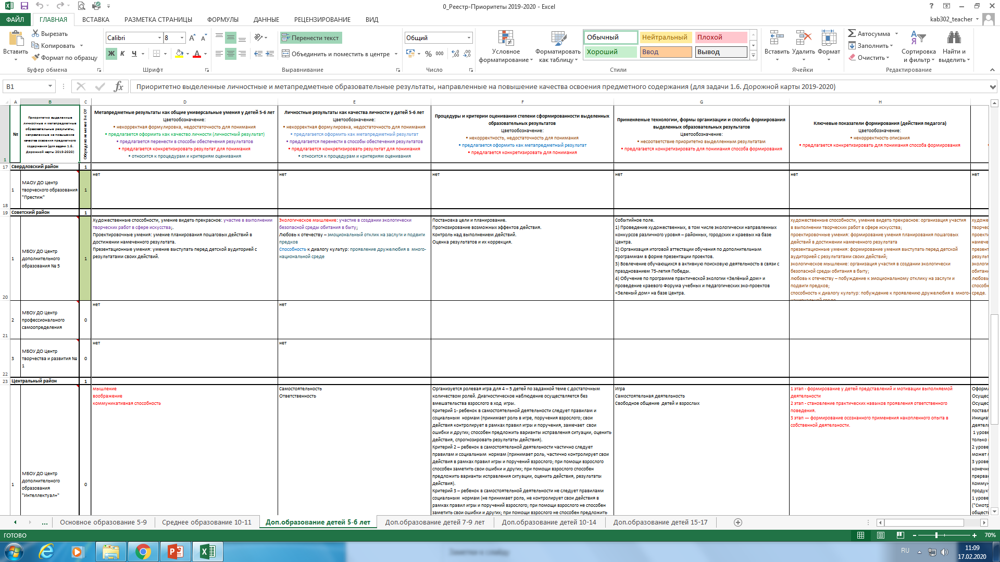 0_Реестр-Приоритеты 2019-2020 - Excel
ФАЙЛ ГЛАВНАЯ ВСТАВКА РАЗМЕТКА СТРАНИЦЫ ФОРМУЛЫ ДАННЫЕ РЕЦЕНЗИРОВАНИЕ ВИД kab302_teacher
Вставить
Вырезать
Копировать
Формат по образцу
Буфер обмена
Calibri 8
Ж К Ч
Шрифт
Перенести текст
Объединить и поместить в центре
Выравнивание
Общий
% 000
Число
Условное форматирование
Форматировать как таблицу
Обычный Нейтральный Плохой
Хороший Ввод Вывод
Стили
Вставить Удалить Формат
Ячейки
Автосумма
Заполнить
Очистить
Сортировка и фильтр
Найти и выделить
Редактирование
B1 fx Приоритетно выделенные личностные и метапредметные образовательные результаты, направленные на повышение качества освоения предметного содержания (для задачи 1.6. Дорожной карты 2019-2020)
A B C D E F G H
1
№
Приоритетно выделенные
личностные и метапредметные
образовательные результаты,
направленные на повышение
качества освоения предметного
содержания (для задачи 1.6.
Дорожной карты 2019-2020)
Обсуждено не менее 3-х ОУ
Метапредметные результаты как общие универсальные умения у детей 5-6 лет
Цветообозначение:
• некорректная формулировка, недостаточность для понимания
• предлагается оформить как качество личности (личностный результат)
• предлагается перенести в способы обеспечения результатов
• предлагается конкретизировать результат для понимания
• относится к процедурам и критериям оценивания
Личностные результаты как качества личности у детей 5-6 лет
Цветообозначение:
• некорректная формулировка, недостаточность для понимания
• предлагается оформить как метапредметный результат
• предлагается перенести в способы обеспечения результатов
• предлагается конкретизировать результат для понимания
• относится к процедурам и критериям оценивания
Процедуры и критерии оценивания степени сформированности выделенных
образовательных результатов
Цветообозначение:
• некорректность, недостаточность для понимания
• предлагается оформить как метапредметный результат
• предлагается конкретизировать для понимания
Применяемые технологии, формы организации и способы формирования
выделенных образовательных результатов
Цветообозначение:
• несоответствие приоритетно выделенным результатам
• предлагается конкретизировать для понимания способа формирования
Ключевые показатели формирования (действия педагога)
Цветообозначение:
• некорректность описания
• предлагается конкретизировать для понимания способа формирования
17 Свердловский район 1
18 1
МАОУ ДО Центр
творческого образования
"Престиж"
1 нет нет нет нет нет нет
19 Советский район 1
20 1
МБОУ ДО Центр
дополнительного
образования № 5
1
Художественные способности, умение видеть прекрасное: участие в выполнении
творческих работ в сфере искусства;.
Проектировочные умения: умение планирования пошаговых действий в
достижении намеченного результата.
Презентационные умения: умение выступать перед детской аудиторией с
результатами своих действий.
Экологическое мышление: участие в создании экологически
безопасной среды обитания в быту;
Любовь к отечеству – эмоциональный отклик на заслуги и подвиги
предков
Способность к диалогу культур: проявление дружелюбия в много-
национальной среде
Постановка цели и планирование.
Прогнозирование возможных эффектов действия.
Контроль над выполнением действий.
Оценка результатов и их коррекция.
Событийное поле.
1) Проведение художественных, в том числе экологически направленных
конкурсов различного уровня – районных, городских и краевых на базе
Центра.
2) Организация итоговой аттестации обучения по дополнительным
программам в форме презентации проектов.
3) Вовлечение обучающихся в активную поисковую деятельность в связи с
празднованием 75-летия Победы.
4) Обучение по программе практической экологии «Зелёный дом» и
проведение краевого Форума учебных и педагогических эко-проектов
«Зеленый дом» на базе Центра.
художественные способности, умение видеть прекрасное: организация участия
в выполнении творческих работ в сфере искусства;
проектировочные умения: формирование умения планирования пошаговых
действий в достижении намеченного результата
презентационные умения: формирование умения выступать перед детской
аудиторией с результатами своих действий;
экологическое мышление: организация участия в создании экологически
безопасной среды обитания в быту;
любовь к отечеству – побуждение к эмоциональному отклику на заслуги и
подвиги предков;
способность к диалогу культур: побуждение к проявлению дружелюбия в много-
национальной среде
художе
творчес
проекти
намече
презент
результ
экологи
обитани
любовь
способн
среде.
21 2
МБОУ ДО Центр
профессионального
самоопределения
0 нет нет
22 3
МБОУ ДО Центр
творчества и развития №
1
0 нет нет
23 Центральный район 1
1
МБОУ ДО Центр
дополнительного
образования
"Интеллектуал+"
0
мышление
воображение
коммуникативная способность
Самостоятельность
Ответственность
Организуется ролевая игра для 4 – 5 детей по заданной теме с достаточным
количеством ролей. Диагностическое наблюдение осуществляется без
вмешательства взрослого в ход игры.
Критерий 1- ребенок в самостоятельной деятельности следует правилам и
социальным нормам (принимает роль в игре, поручения взрослого; свои
действия контролирует в рамках правил игры и поручения, замечает свои
ошибки и других; способен предложить варианты исправления ситуации, оценить
действия, спрогнозировать результаты действия).
Критерий 2 – ребенок в самостоятельной деятельности частично следует
правилам и социальным нормам (принимает роль, частично контролирует свои
действия в рамках правил игры и поручений взрослого; при помощи взрослого
способен заметить свои ошибки и других; при помощи взрослого способен
предложить варианты исправления ситуации, оценить действия, результаты
действия).
Критерий 3 – ребенок в самостоятельной деятельности не следует правилами
социальным нормам (не принимает роль, не контролирует свои действия в
рамках правил игры и поручений взрослого; при помощи взрослого не способен
заметить свои ошибки и других; при помощи взрослого не способен предложить
Игра
Самостоятельная деятельность
Свободное общение детей и взрослых
1 этап - формирование у детей представлений и мотивации выполняемой
деятельности
2 этап - становление практических навыков проявления ответственного
поведения.
3 этап — формирование осознанного применения накопленного опыта в
собственной деятельности.
Оформл
Осущес
поставл
Инициат
деятель
1 урове
только
2 урове
может
3 урове
конечн
прерва
Коммун
продукт
1 урове
("Смотр
обществ
... Основное образование 5-9 Среднее образование 10-11 Доп.образование детей 5-6 лет Доп.образование детей 7-9 лет Доп.образование детей 10-14 Доп.образование детей 15-17
ГОТОВО 70%
Заметки к слайду
RU 11:09
17.02.2020